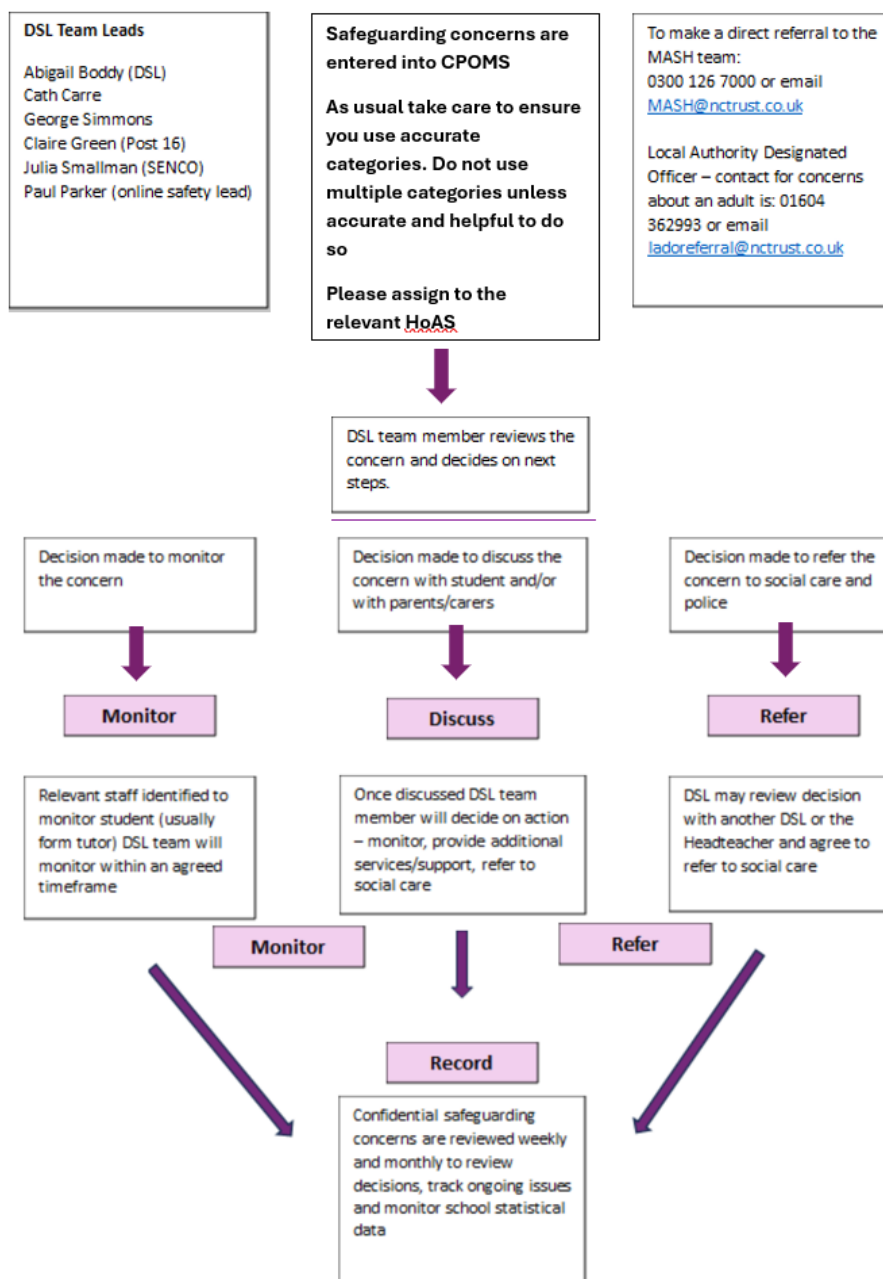 DSL Team Leads
Abigail Boddy (DSL)
Cath Carre
George Simmons
Claire Green (Post 16)
Julia Smallman (SENCO)
Paul Parker (online safety lead)
Safeguarding concerns are
entered into CPOMS
As usual take care to ensure
you use accurate
categories. Do not use
multiple categories unless
accurate and helpful to do
so
Please assign to the
relevant HoAS
To make a direct referral to the
MASH team:
0300 126 7000 or email
MASH@nctrust.co.uk
Local Authority Designated
Officer – contact for concerns
about an adult is: 01604
362993 or email
ladoreferral@nctrust.co.uk
DSL team member reviews the
concern and decides on next
steps.
Decision made to monitor
the concern
Decision made to discuss the
concern with student and/or
with parents/carers
Decision made to refer the
concern to social care and
police
Monitor
Discuss
Refer
Relevant staff identified to
monitor student (usually
form tutor) DSL team will
monitor within an agreed
timeframe
Once discussed DSL team
member will decide on action
– monitor, provide additional
services/support, refer to
social care
DSL may review decision
with another DSL or the
Headteacher and agree to
refer to social care
Monitor
Refer
Record
Confidential safeguarding
concerns are reviewed weekly
and monthly to review
decisions, track ongoing issues
and monitor school statistical
data